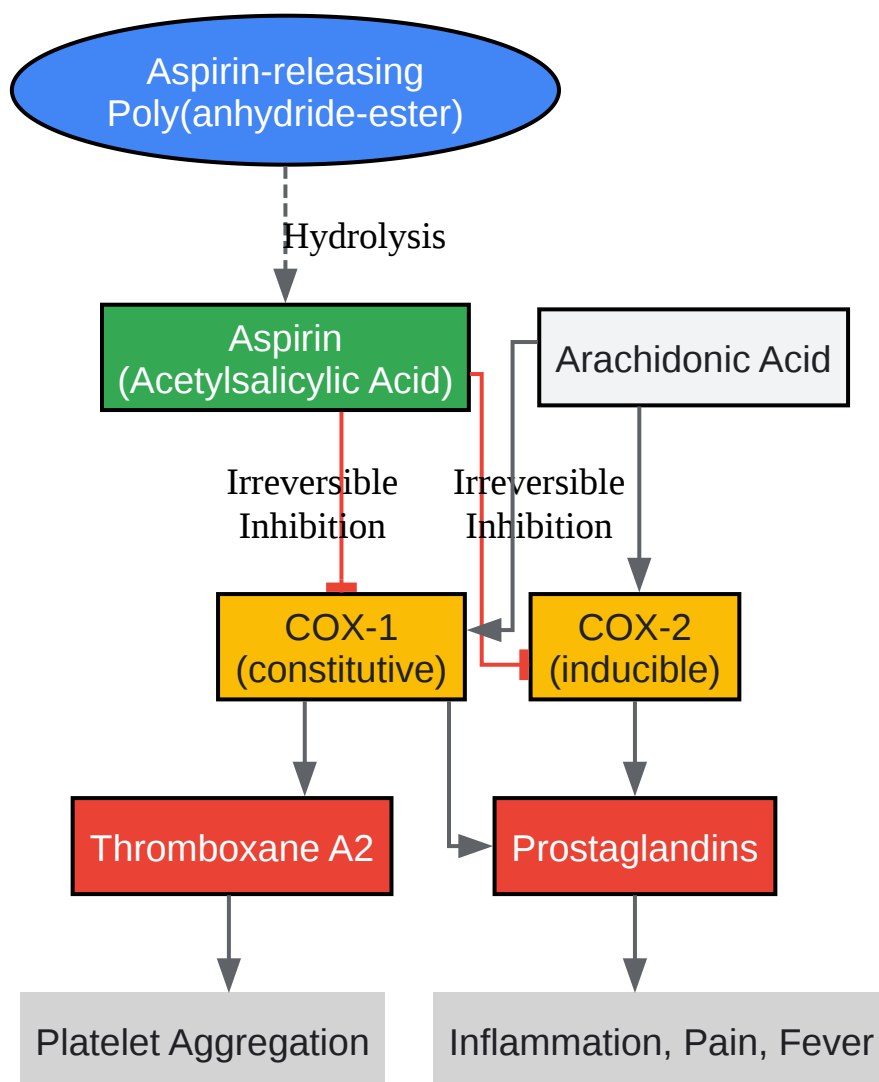 Aspirin-releasing
Poly(anhydride-ester)
Hydrolysis
Aspirin
(Acetylsalicylic Acid)
Arachidonic Acid
Irreversible
Inhibition
Irreversible
Inhibition
COX-1
(constitutive)
COX-2
(inducible)
Thromboxane A2
Prostaglandins
Platelet Aggregation
Inflammation, Pain, Fever